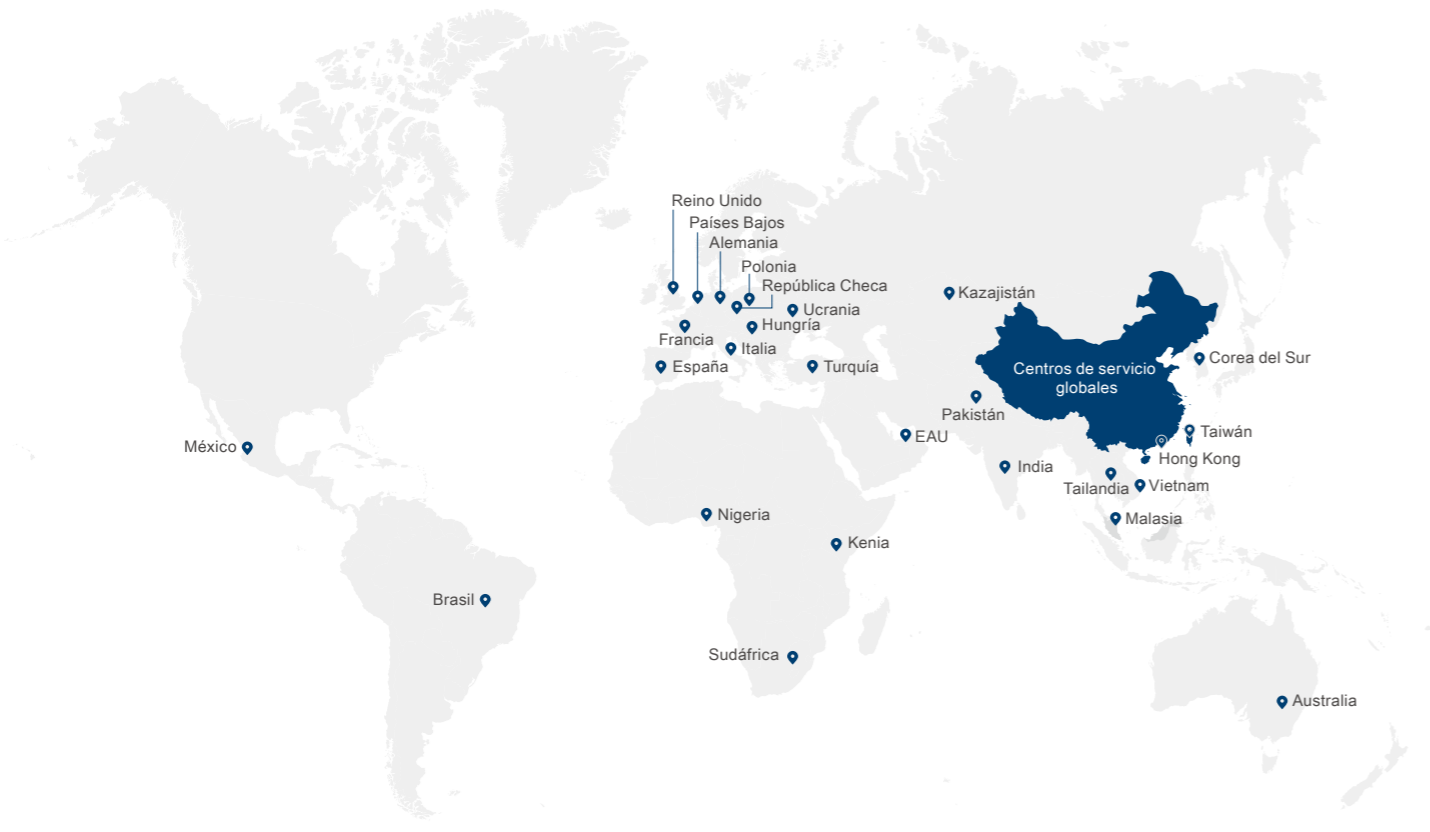 Reino Unido
Países Bajos
Alemania
Polonia
República Checa
Kazajistán
Ucrania
Hungría
Francia
Italia
Corea del Sur
España
Turquía
Centros de servicio
globales
Pakistán
Taiwán
EAU
México
Hong Kong
India
Tailandia
Vietnam
Nigeria
Malasia
Kenia
Brasil
Sudáfrica
Australia